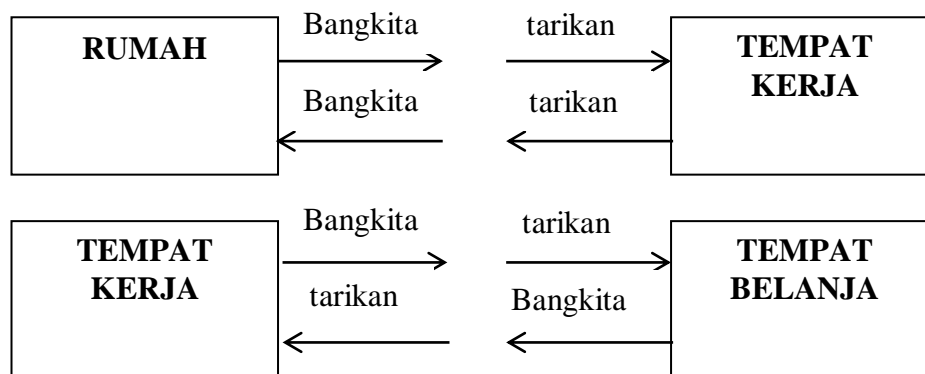 Bangkita tarikan
RUMAH
TEMPAT
KERJA
Bangkita tarikan
Bangkita tarikan
TEMPAT
KERJA
TEMPAT
BELANJA
tarikan Bangkita